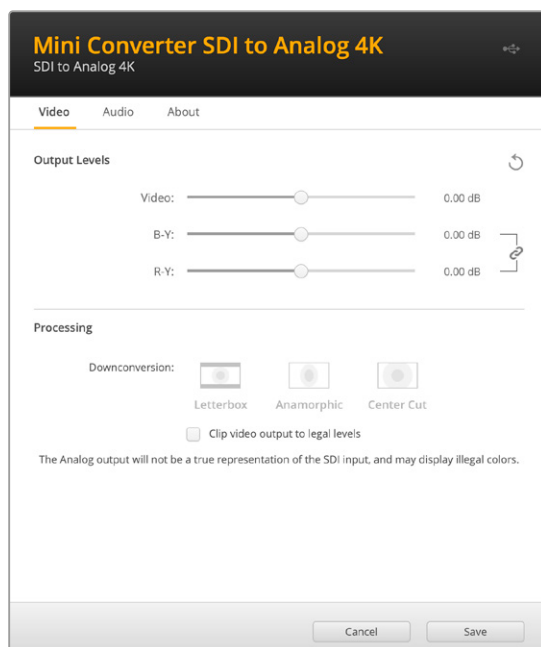 Mini Converter SDI to Analog 4K
SDI to Analog 4K
Video Audio About
Output Levels
Video: 0.00 dB
B-Y: 0.00 dB
R-Y: 0.00 dB
Processing
Downconversion:
Letterbox Anamorphic Center Cut
Clip video output to legal levels
The Analog output will not be a true representation of the SDI input, and may display illegal colors.
Cancel Save